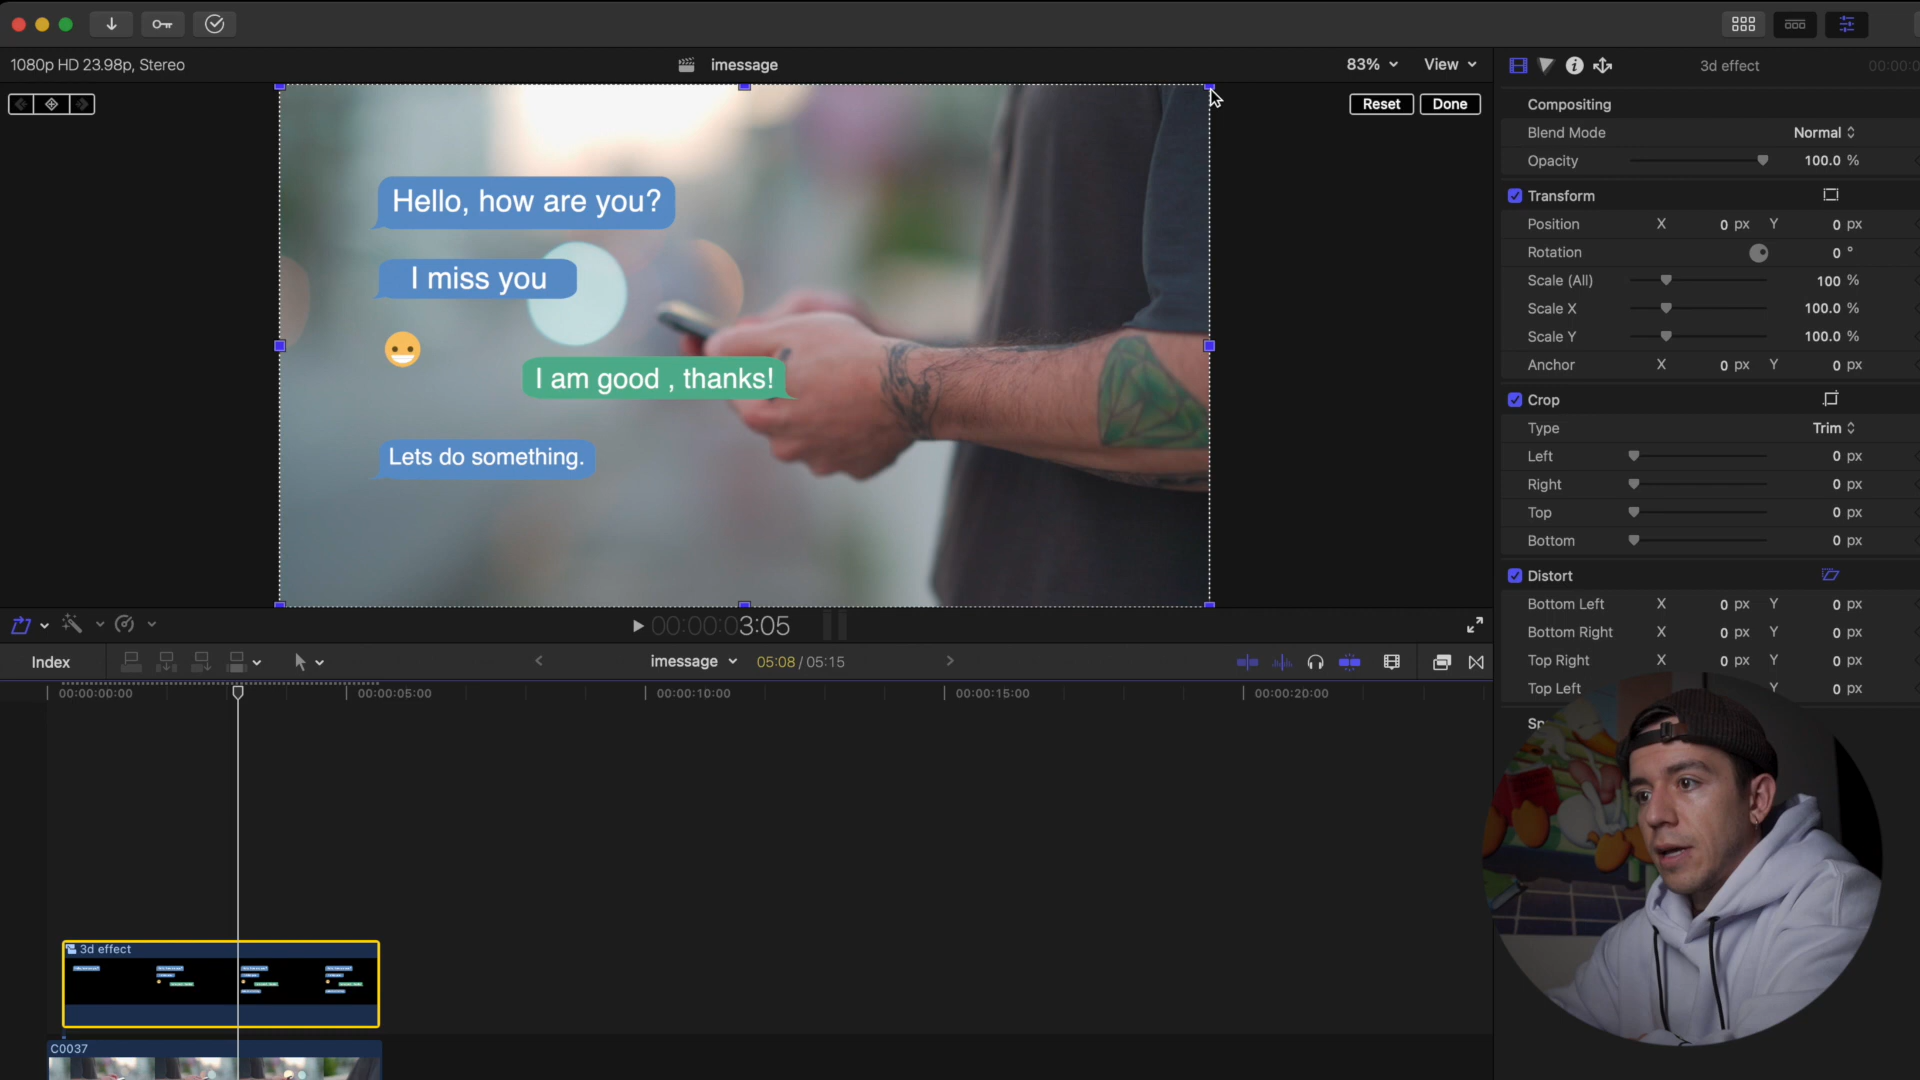 1080p HD 23.98p, Stereo
imessage
83%
View
3d effect
00:00:0
Reset
Done
Compositing
Blend Mode
Normal
Opacity
100.0 %
Transform
Position X 0 px Y 0 px
Rotation 0 °
Scale (All) 100 %
Scale X 100.0 %
Scale Y 100.0 %
Anchor X 0 px Y 0 px
Crop
Type Trim
Left 0 px
Right 0 px
Top 0 px
Bottom 0 px
Distort
Bottom Left X 0 px Y 0 px
Bottom Right X 0 px Y 0 px
Top Right X 0 px Y 0 px
Top Left Y 0 px
Hello, how are you?
I miss you
I am good , thanks!
Lets do something.
00:00:03:05
Index
imessage
05:08 / 05:15
00:00:00:00
00:00:05:00
00:00:10:00
00:00:15:00
00:00:20:00
3d effect
C0037